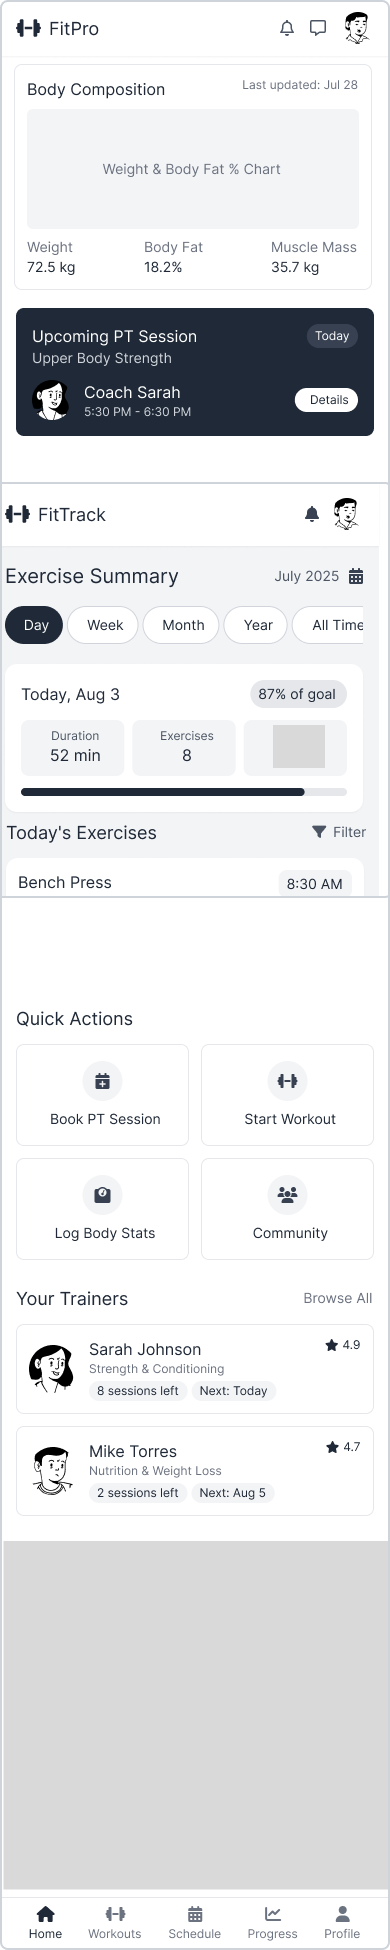 FitPro
Body Composition
Last updated: Jul 28
Weight & Body Fat % Chart
Weight
Body Fat
Muscle Mass
72.5 kg
18.2%
35.7 kg
Upcoming PT Session
Today
Upper Body Strength
Coach Sarah
5:30 PM - 6:30 PM
Details
FitTrack
Exercise Summary
July 2025
Day
Week
Month
Year
All Time
Today, Aug 3
87% of goal
Duration
52 min
Exercises
8
Today's Exercises
Filter
Bench Press
8:30 AM
Quick Actions
Book PT Session
Start Workout
Log Body Stats
Community
Your Trainers
Browse All
Sarah Johnson
4.9
Strength & Conditioning
8 sessions left
Next: Today
Mike Torres
4.7
Nutrition & Weight Loss
2 sessions left
Next: Aug 5
Home
Workouts
Schedule
Progress
Profile